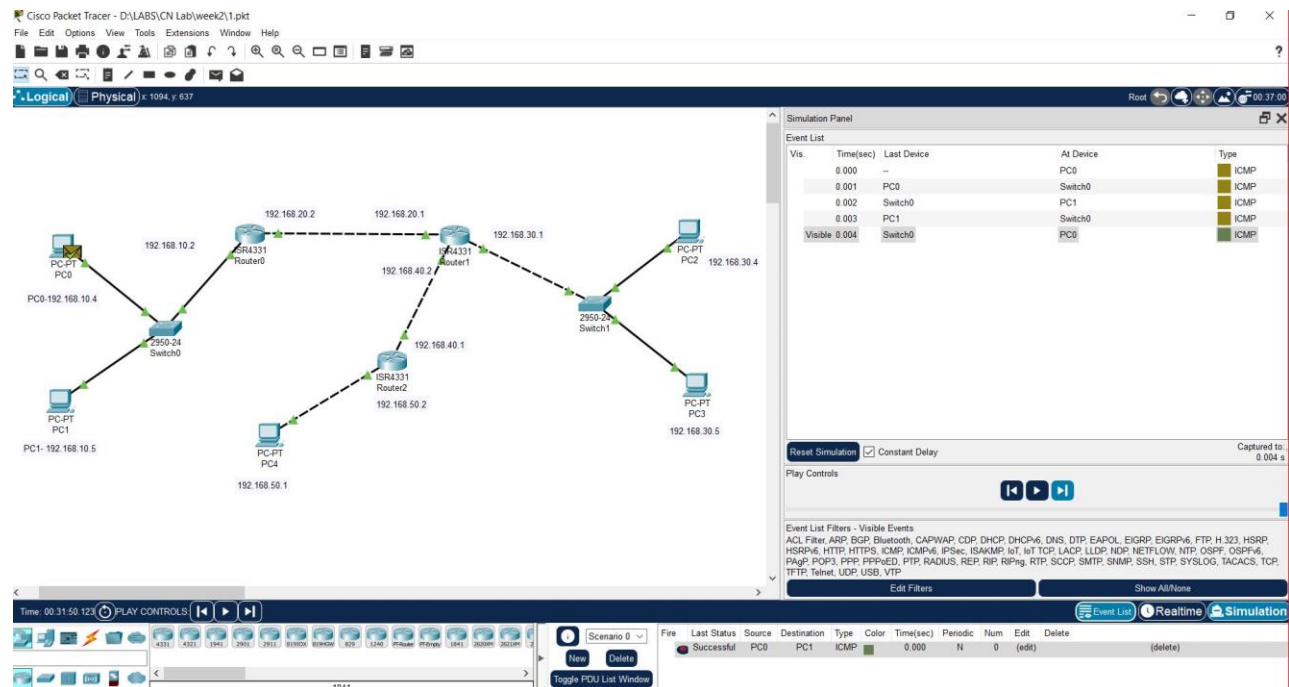 Cisco Packet Tracer - D:\LABS\CN Lab\week2\1.pkt
File Edit Options View Tools Extensions Window Help
?
Logical Physical x: 1094, y: 637
Root 00:37:00
192.168.20.2 192.168.20.1
192.168.10.2
ISR4331
Router0
ISR4331
Router1
192.168.30.1
192.168.40.2
PC-PT
PC0
PC0-192.168.10.4
PC-PT
PC2
192.168.30.4
2950-24
Switch0
2950-24
Switch1
192.168.40.1
ISR4331
Router2
192.168.50.2
PC-PT
PC1
PC1- 192.168.10.5
PC-PT
PC3
192.168.30.5
PC-PT
PC4
192.168.50.1
Simulation Panel
Event List
Vis. Time(sec) Last Device At Device Type
0.000 -- PC0 ICMP
0.001 PC0 Switch0 ICMP
0.002 Switch0 PC1 ICMP
0.003 PC1 Switch0 ICMP
Visible 0.004 Switch0 PC0 ICMP
Reset Simulation Constant Delay
Captured to:
0.004 s
Play Controls
Event List Filters - Visible Events
ACL Filter, ARP, BGP, Bluetooth, CAPWAP, CDP, DHCP, DHCPv6, DNS, DTP, EAPOL, EIGRP, EIGRPv6, FTP, H.323, HSRP,
HSRPv6, HTTP, HTTPS, ICMP, ICMPv6, IPSec, ISAKMP, IoT, IoT TCP, LACP, LLDP, NDP, NETFLOW, NTP, OSPF, OSPFv6,
PAgP, POP3, PPP, PPPoED, PTP, RADIUS, REP, RIP, RIPng, RTP, SCCP, SMTP, SNMP, SSH, STP, SYSLOG, TACACS, TCP,
TFTP, Telnet, UDP, USB, VTP
Edit Filters Show All/None
Time: 00:31:50.123 PLAY CONTROLS:
Event List Realtime Simulation
4331 4321 1941 2901 2911 819IOX 819HGW 829 1240 PT-Router PT-Empty 1841 2620XM 2621XM
Scenario 0
New Delete
Toggle PDU List Window
Fire Last Status Source Destination Type Color Time(sec) Periodic Num Edit Delete
Successful PC0 PC1 ICMP 0.000 N 0 (edit) (delete)